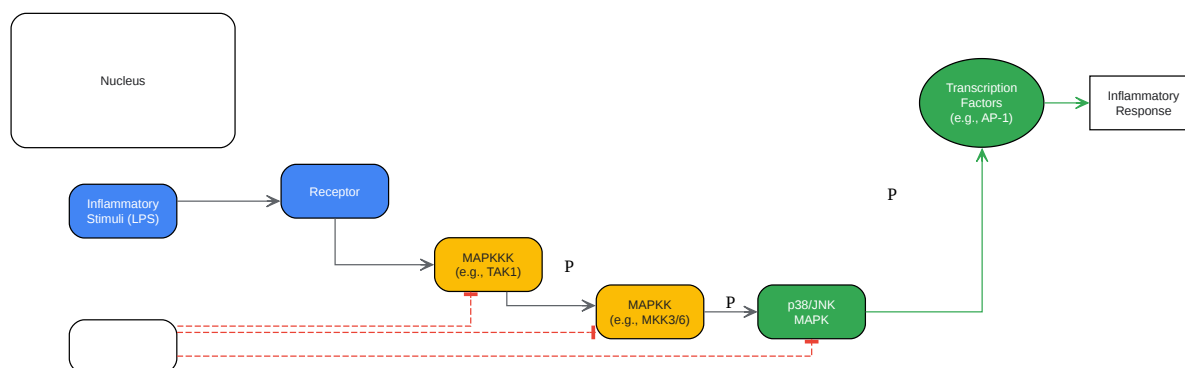 Nucleus
Transcription
Factors
(e.g., AP-1)
Inflammatory
Response
Receptor
Inflammatory
Stimuli (LPS)
P
MAPKKK
(e.g., TAK1)
P
MAPKK
(e.g., MKK3/6)
P
p38/JNK
MAPK